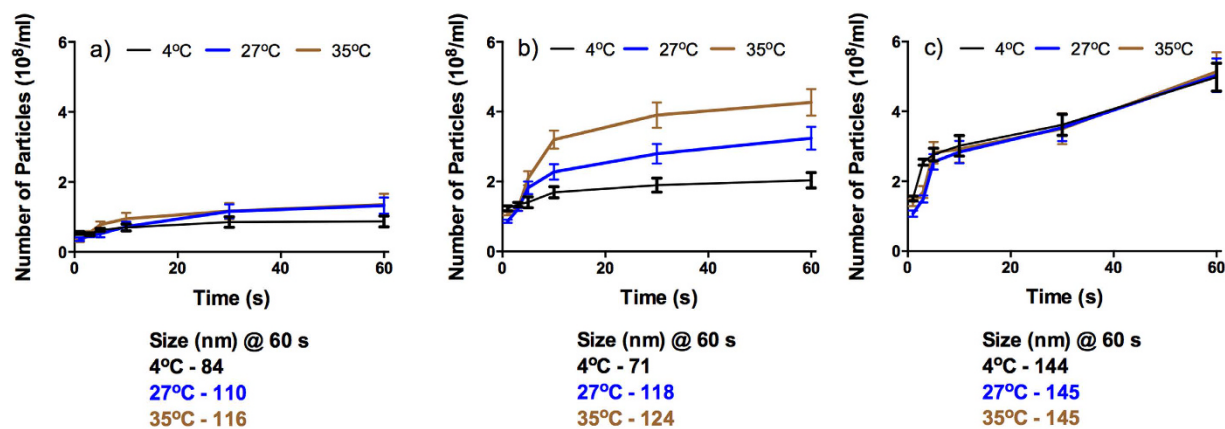 a) 4ºC 27ºC 35ºC
Number of Particles (10⁸/ml)
6
4
2
0
0 20 40 60
Time (s)
Size (nm) @ 60 s
4ºC - 84
27ºC - 110
35ºC - 116
b) 4ºC 27ºC 35ºC
Number of Particles (10⁸/ml)
6
4
2
0
0 20 40 60
Time (s)
Size (nm) @ 60 s
4ºC - 71
27ºC - 118
35ºC - 124
c) 4ºC 27ºC 35ºC
Number of Particles (10⁸/ml)
6
4
2
0
0 20 40 60
Time (s)
Size (nm) @ 60 s
4ºC - 144
27ºC - 145
35ºC - 145